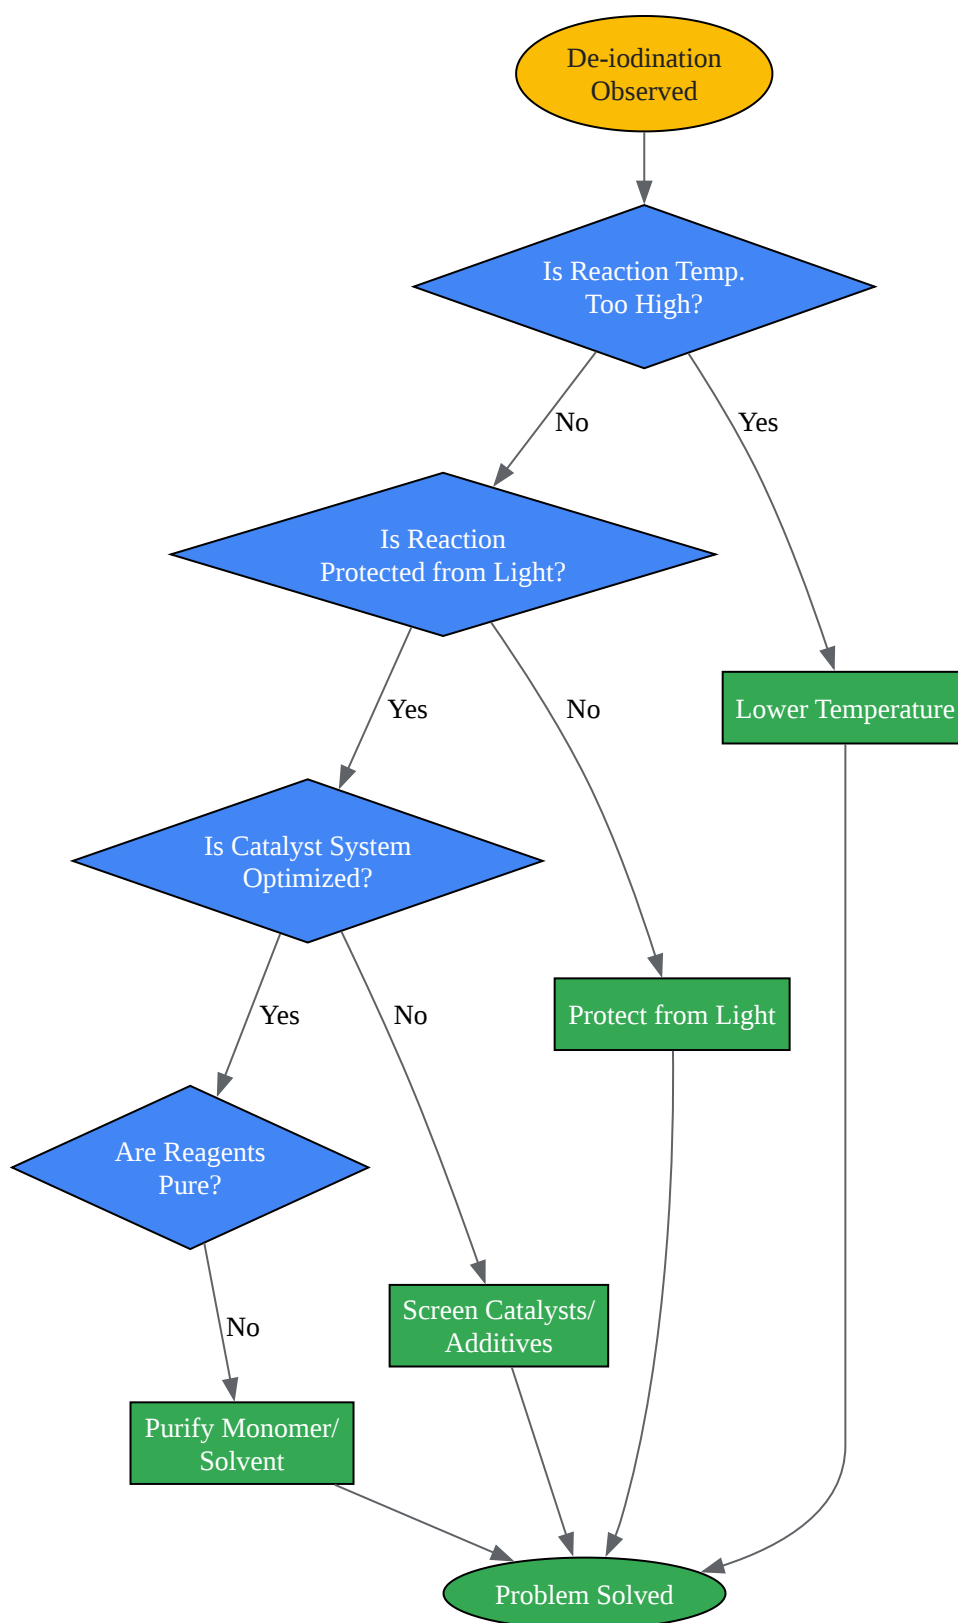 De-iodination
Observed
Is Reaction Temp.
Too High?
No
Yes
Is Reaction
Protected from Light?
Yes
No
Lower Temperature
Is Catalyst System
Optimized?
Yes
No
Protect from Light
Are Reagents
Pure?
No
Screen Catalysts/
Additives
Purify Monomer/
Solvent
Problem Solved